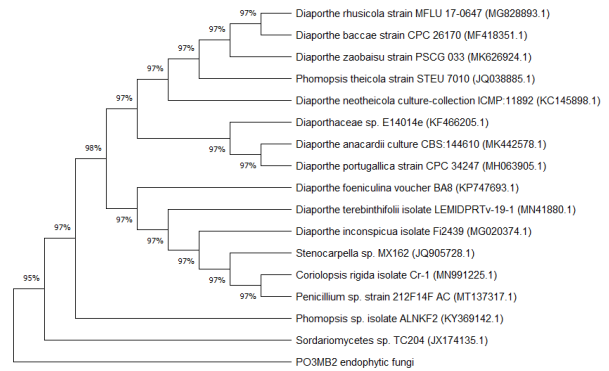 97%
Diaporthe rhusicola strain MFLU 17-0647 (MG828893.1)
97%
Diaporthe baccae strain CPC 26170 (MF418351.1)
97%
Diaporthe zaobaisu strain PSCG 033 (MK626924.1)
97%
Phomopsis theicola strain STEU 7010 (JQ038885.1)
97%
Diaporthe neotheicola culture-collection ICMP:11892 (KC145898.1)
Diaporthaceae sp. E14014e (KF466205.1)
97%
Diaporthe anacardii culture CBS:144610 (MK442578.1)
97%
Diaporthe portugallica strain CPC 34247 (MH063905.1)
98%
Diaporthe foeniculina voucher BA8 (KP747693.1)
97%
Diaporthe terebinthifolii isolate LEMIDPRTv-19-1 (MN41880.1)
97%
97%
Diaporthe inconspicua isolate Fi2439 (MG020374.1)
97%
Stenocarpella sp. MX162 (JQ905728.1)
97%
Coriolopsis rigida isolate Cr-1 (MN991225.1)
95%
97%
Penicillium sp. strain 212F14F AC (MT137317.1)
Phomopsis sp. isolate ALNKF2 (KY369142.1)
Sordariomycetes sp. TC204 (JX174135.1)
PO3MB2 endophytic fungi